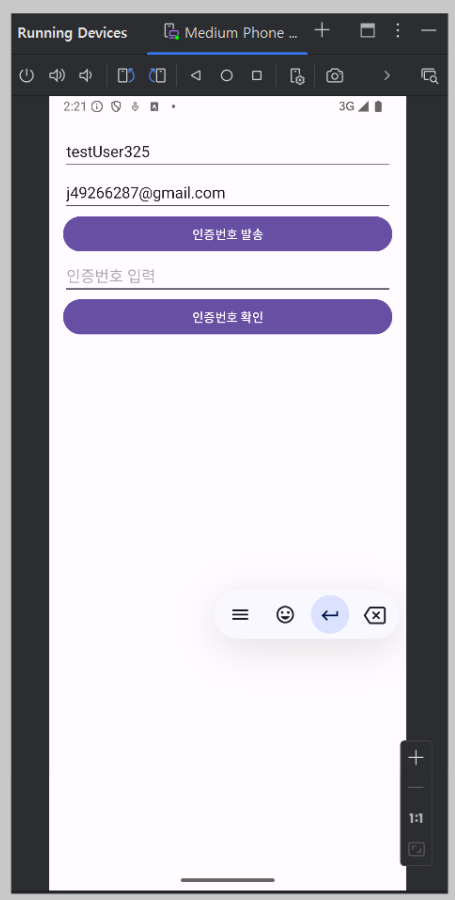 Running Devices
Medium Phone ...
2:21
3G
testUser325
j49266287@gmail.com
인증번호 발송
인증번호 입력
인증번호 확인
1:1